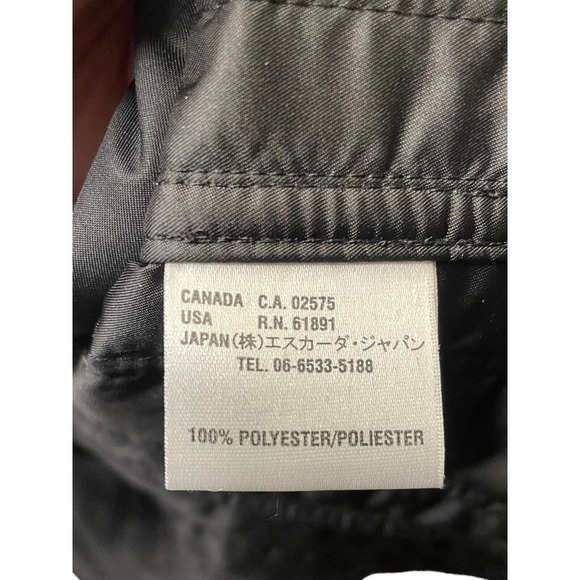 CANADA C.A. 02575
USA R.N. 61891
JAPAN(株)エスカーダ・ジャパン
TEL. 06-6533-5188
100% POLYESTER/POLIESTER